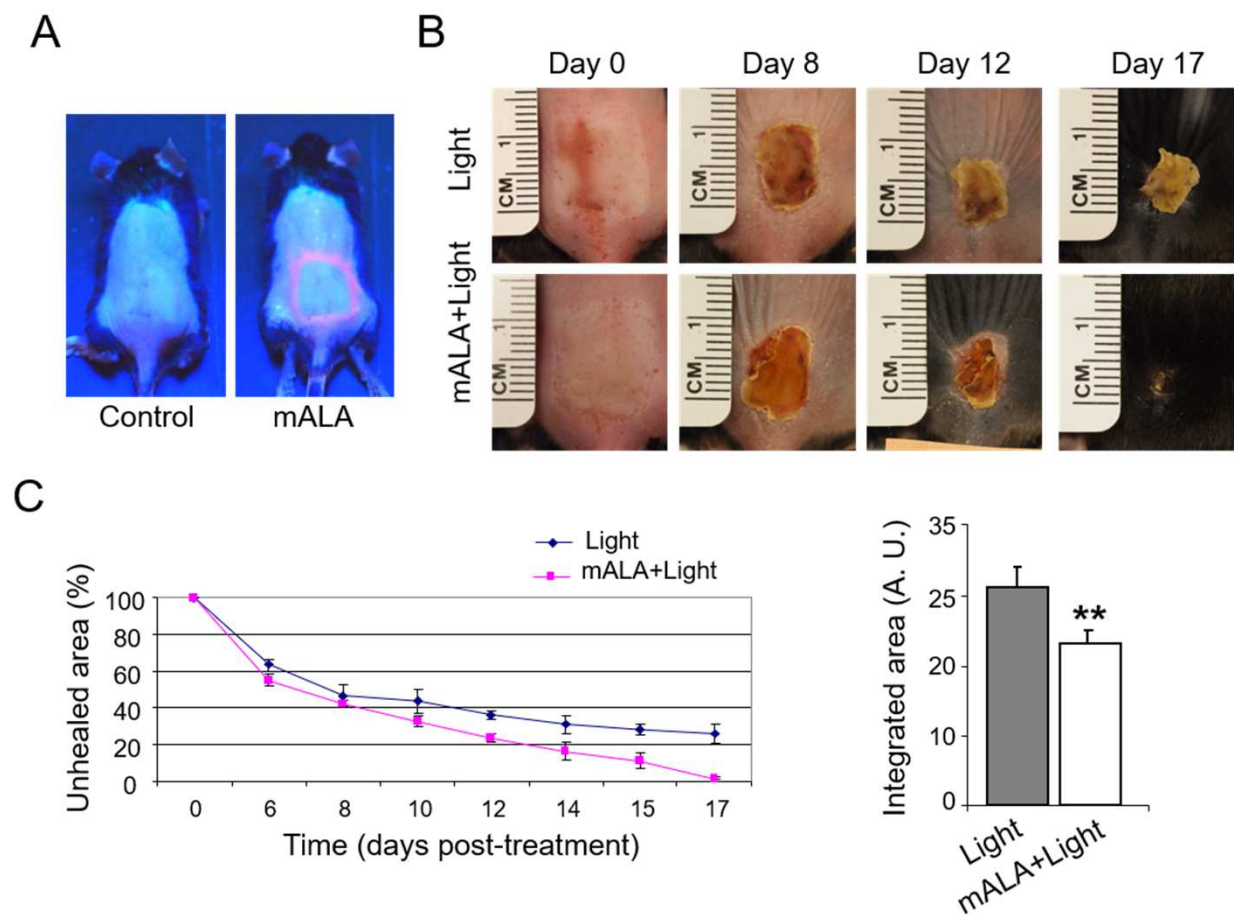 A
B
Day 0
Day 8
Day 12
Day 17
Light
CM 1
CM 1
CM 1
CM 1
mALA+Light
CM 1
CM 1
CM 1
CM 1
Control
mALA
C
Light
mALA+Light
Unhealed area (%)
100
80
60
40
20
0
0 6 8 10 12 14 15 17
Time (days post-treatment)
Integrated area (A. U.)
35
25
20
10
0
**
Light
mALA+Light